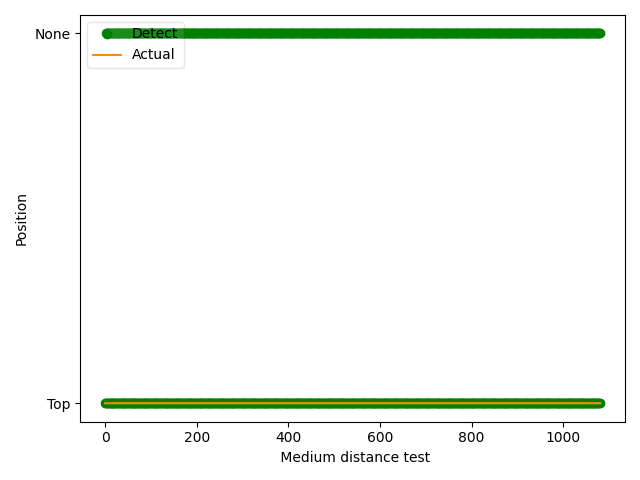 None
Detect
Actual
Position
Top
0 200 400 600 800 1000
Medium distance test